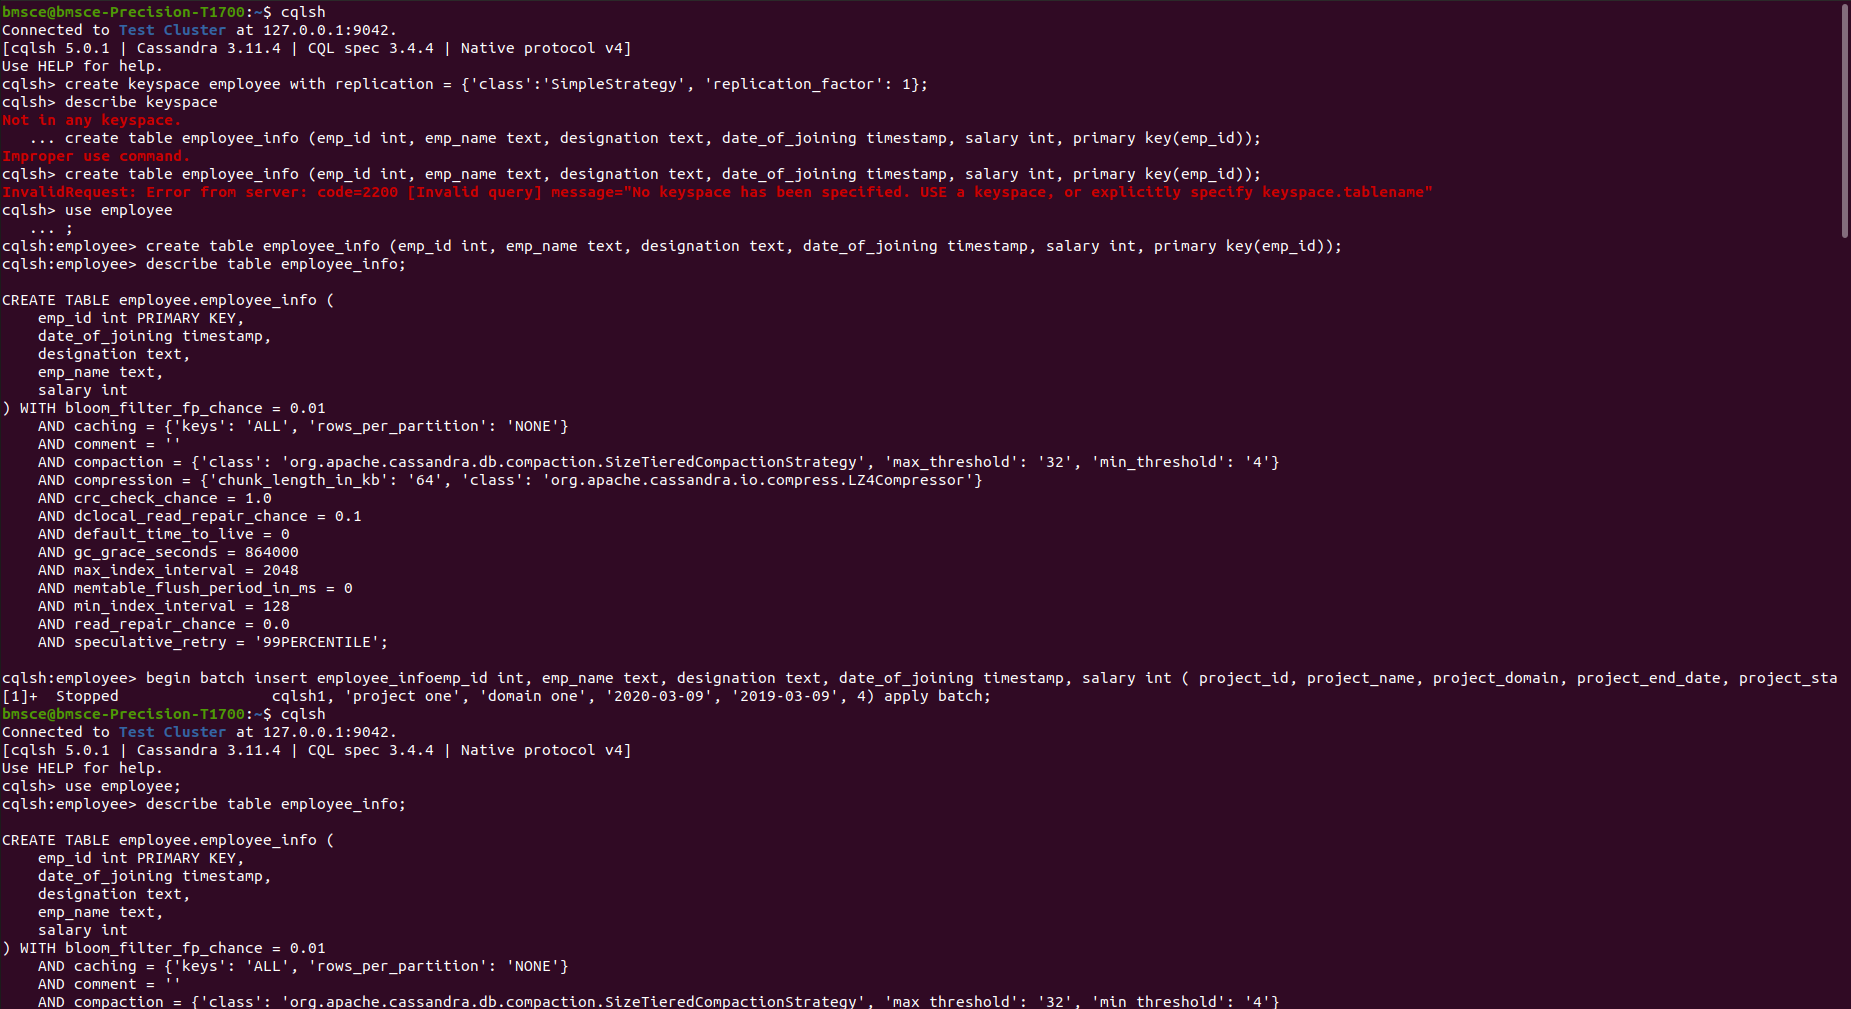 bmsce@bmsce-Precision-T1700:~$ cqlsh
Connected to Test Cluster at 127.0.0.1:9042.
[cqlsh 5.0.1 | Cassandra 3.11.4 | CQL spec 3.4.4 | Native protocol v4]
Use HELP for help.
cqlsh> create keyspace employee with replication = {'class':'SimpleStrategy', 'replication_factor': 1};
cqlsh> describe keyspace
Not in any keyspace.
   ... create table employee_info (emp_id int, emp_name text, designation text, date_of_joining timestamp, salary int, primary key(emp_id));
Improper use command.
cqlsh> create table employee_info (emp_id int, emp_name text, designation text, date_of_joining timestamp, salary int, primary key(emp_id));
InvalidRequest: Error from server: code=2200 [Invalid query] message="No keyspace has been specified. USE a keyspace, or explicitly specify keyspace.tablename"
cqlsh> use employee
   ... ;
cqlsh:employee> create table employee_info (emp_id int, emp_name text, designation text, date_of_joining timestamp, salary int, primary key(emp_id));
cqlsh:employee> describe table employee_info;
CREATE TABLE employee.employee_info (
    emp_id int PRIMARY KEY,
    date_of_joining timestamp,
    designation text,
    emp_name text,
    salary int
) WITH bloom_filter_fp_chance = 0.01
    AND caching = {'keys': 'ALL', 'rows_per_partition': 'NONE'}
    AND comment = ''
    AND compaction = {'class': 'org.apache.cassandra.db.compaction.SizeTieredCompactionStrategy', 'max_threshold': '32', 'min_threshold': '4'}
    AND compression = {'chunk_length_in_kb': '64', 'class': 'org.apache.cassandra.io.compress.LZ4Compressor'}
    AND crc_check_chance = 1.0
    AND dclocal_read_repair_chance = 0.1
    AND default_time_to_live = 0
    AND gc_grace_seconds = 864000
    AND max_index_interval = 2048
    AND memtable_flush_period_in_ms = 0
    AND min_index_interval = 128
    AND read_repair_chance = 0.0
    AND speculative_retry = '99PERCENTILE';
cqlsh:employee> begin batch insert employee_infoemp_id int, emp_name text, designation text, date_of_joining timestamp, salary int ( project_id, project_name, project_domain, project_end_date, project_sta
[1]+  Stopped                 cqlsh1, 'project one', 'domain one', '2020-03-09', '2019-03-09', 4) apply batch;
bmsce@bmsce-Precision-T1700:~$ cqlsh
Connected to Test Cluster at 127.0.0.1:9042.
[cqlsh 5.0.1 | Cassandra 3.11.4 | CQL spec 3.4.4 | Native protocol v4]
Use HELP for help.
cqlsh> use employee;
cqlsh:employee> describe table employee_info;
CREATE TABLE employee.employee_info (
    emp_id int PRIMARY KEY,
    date_of_joining timestamp,
    designation text,
    emp_name text,
    salary int
) WITH bloom_filter_fp_chance = 0.01
    AND caching = {'keys': 'ALL', 'rows_per_partition': 'NONE'}
    AND comment = ''
    AND compaction = {'class': 'org.apache.cassandra.db.compaction.SizeTieredCompactionStrategy', 'max_threshold': '32', 'min_threshold': '4'}